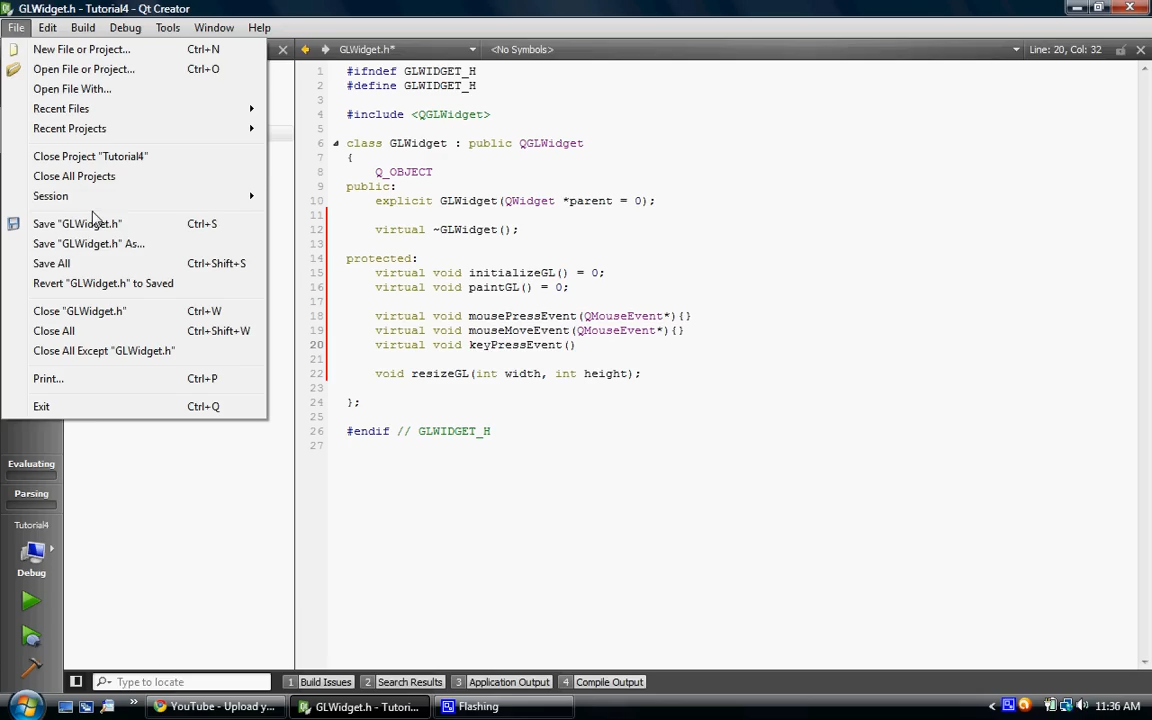 GLWidget.h - Tutorial4 - Qt Creator
File Edit Build Debug Tools Window Help
New File or Project... Ctrl+N
Open File or Project... Ctrl+O
Open File With...
Recent Files
Recent Projects
Close Project "Tutorial4"
Close All Projects
Session
Save "GLWidget.h" Ctrl+S
Save "GLWidget.h" As...
Save All Ctrl+Shift+S
Revert "GLWidget.h" to Saved
Close "GLWidget.h" Ctrl+W
Close All Ctrl+Shift+W
Close All Except "GLWidget.h"
Print... Ctrl+P
Exit Ctrl+Q
GLWidget.h* <No Symbols> Line: 20, Col: 32
1 #ifndef GLWIDGET_H
2 #define GLWIDGET_H
3
4 #include <QGLWidget>
5
6 class GLWidget : public QGLWidget
7 {
8 Q_OBJECT
9 public:
10 explicit GLWidget(QWidget *parent = 0);
11
12 virtual ~GLWidget();
13
14 protected:
15 virtual void initializeGL() = 0;
16 virtual void paintGL() = 0;
17
18 virtual void mousePressEvent(QMouseEvent*){}
19 virtual void mouseMoveEvent(QMouseEvent*){}
20 virtual void keyPressEvent()
21
22 void resizeGL(int width, int height);
23
24 };
25
26 #endif // GLWIDGET_H
27
Evaluating
Parsing
Tutorial4
Debug
Type to locate 1 Build Issues 2 Search Results 3 Application Output 4 Compile Output
YouTube - Upload y... GLWidget.h - Tutori... Flashing 11:36 AM